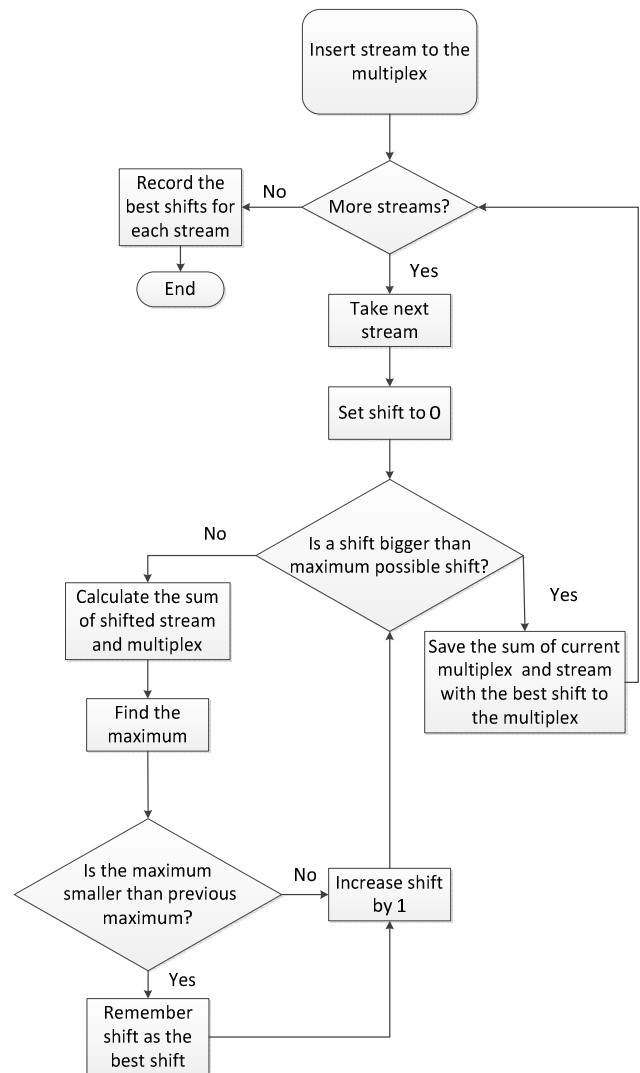 Insert stream to the
multiplex
Record the
best shifts for
each stream
No
More streams?
End
Yes
Take next
stream
Set shift to 0
No
Is a shift bigger than
maximum possible shift?
Yes
Calculate the sum
of shifted stream
and multiplex
Save the sum of current
multiplex and stream
with the best shift to
the multiplex
Find the
maximum
Is the maximum
smaller than previous
maximum?
No
Increase shift
by 1
Yes
Remember
shift as the
best shift